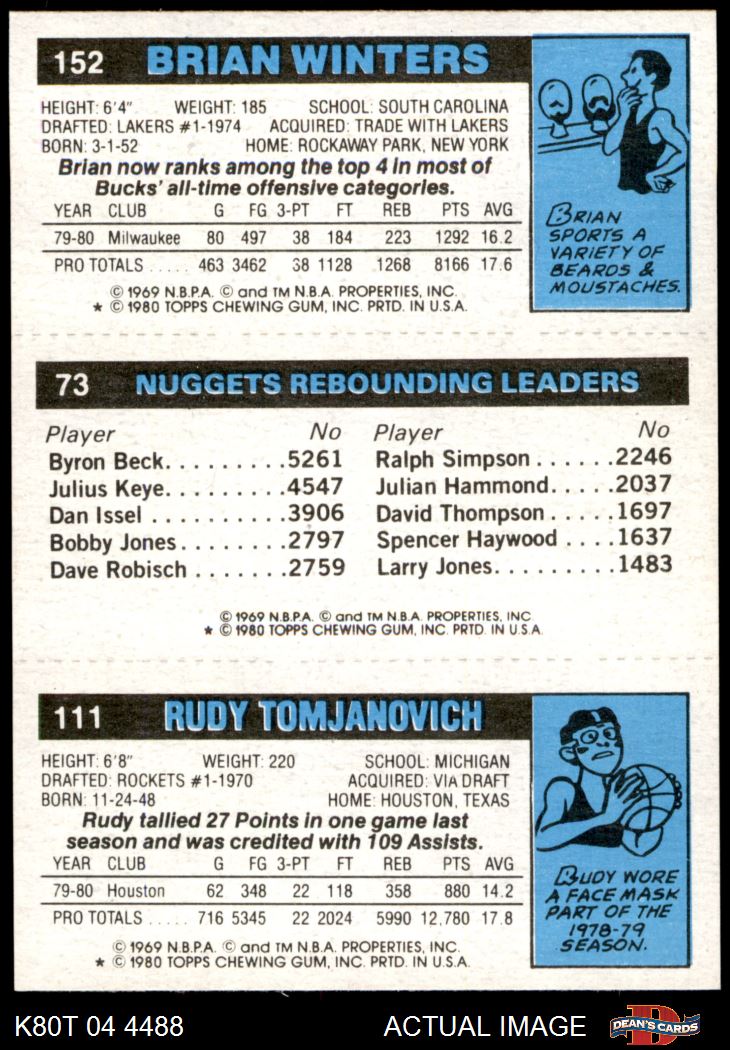 152 BRIAN WINTERS
HEIGHT: 6'4" WEIGHT: 185 SCHOOL: SOUTH CAROLINA
DRAFTED: LAKERS #1-1974 ACQUIRED: TRADE WITH LAKERS
BORN: 3-1-52 HOME: ROCKAWAY PARK, NEW YORK
Brian now ranks among the top 4 in most of
Bucks' all-time offensive categories.
YEAR CLUB G FG 3-PT FT REB PTS AVG
79-80 Milwaukee 80 497 38 184 223 1292 16.2
PRO TOTALS ..... 463 3462 38 1128 1268 8166 17.6
© 1969 N.B.P.A. © and TM N.B.A. PROPERTIES, INC.
* © 1980 TOPPS CHEWING GUM, INC. PRTD. IN U.S.A.
BRIAN
SPORTS A
VARIETY OF
BEARDS &
MOUSTACHES.
73 NUGGETS REBOUNDING LEADERS
Player No Player No
Byron Beck.........5261 Ralph Simpson......2246
Julius Keye.........4547 Julian Hammond.....2037
Dan Issel..........3906 David Thompson.....1697
Bobby Jones........2797 Spencer Haywood....1637
Dave Robisch.......2759 Larry Jones.........1483
© 1969 N.B.P.A. © and TM N.B.A. PROPERTIES, INC.
* © 1980 TOPPS CHEWING GUM, INC. PRTD. IN U.S.A.
111 RUDY TOMJANOVICH
HEIGHT: 6'8" WEIGHT: 220 SCHOOL: MICHIGAN
DRAFTED: ROCKETS #1-1970 ACQUIRED: VIA DRAFT
BORN: 11-24-48 HOME: HOUSTON, TEXAS
Rudy tallied 27 Points in one game last
season and was credited with 109 Assists.
YEAR CLUB G FG 3-PT FT REB PTS AVG
79-80 Houston 62 348 22 118 358 880 14.2
PRO TOTALS ..... 716 5345 22 2024 5990 12,780 17.8
© 1969 N.B.P.A. © and TM N.B.A. PROPERTIES, INC.
* © 1980 TOPPS CHEWING GUM, INC. PRTD. IN U.S.A.
RUDY WORE
A FACE MASK
PART OF THE
1978-79
SEASON.
K80T 04 4488 ACTUAL IMAGE D DEAN'S CARDS